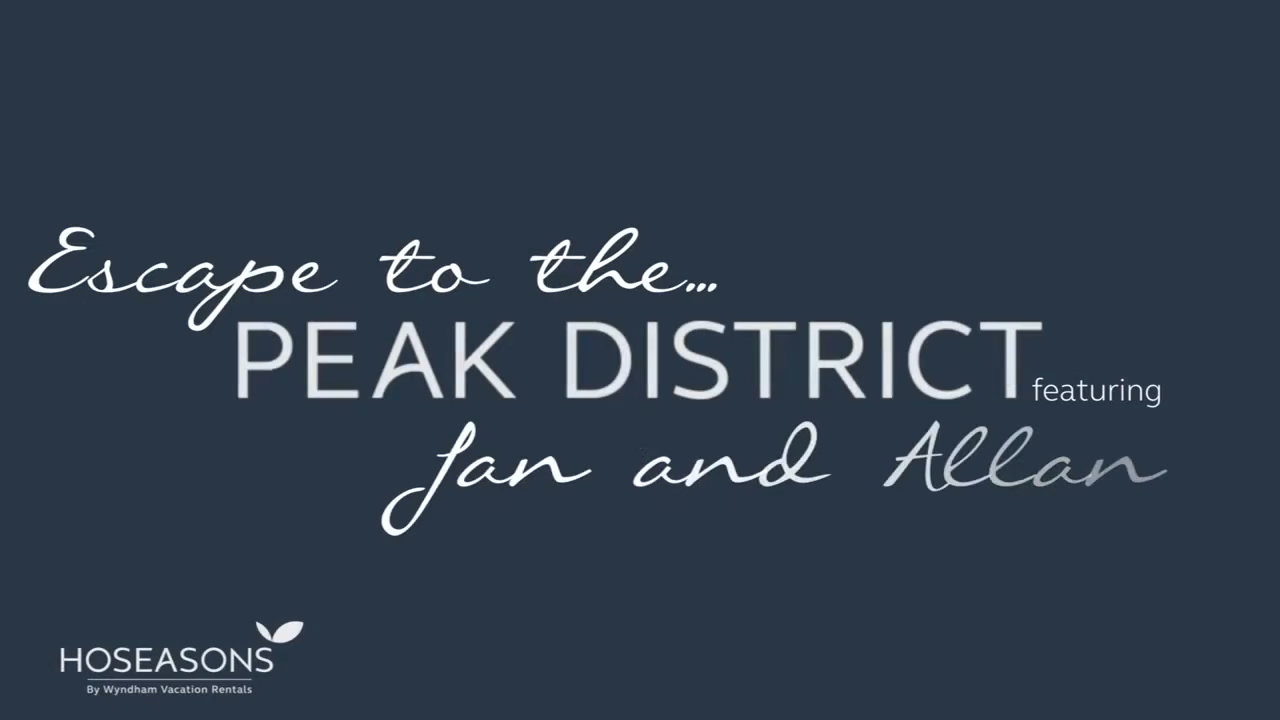 Escape to the...
PEAK DISTRICT featuring
Jan and Allan
HOSEASONS
By Wyndham Vacation Rentals